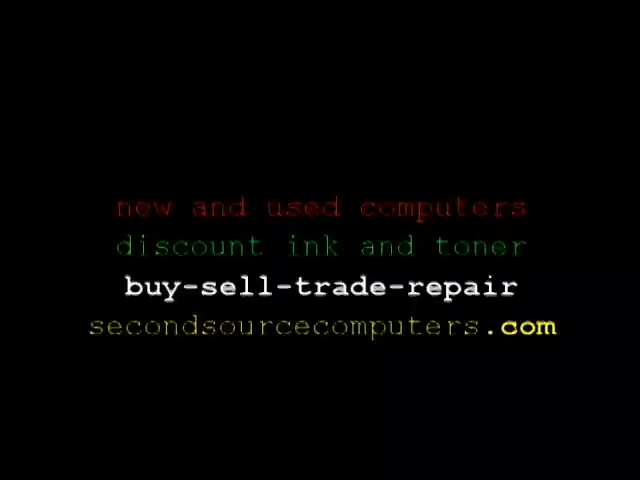 new and used computers
discount ink and toner
buy-sell-trade-repair
secondsourcecomputers.com